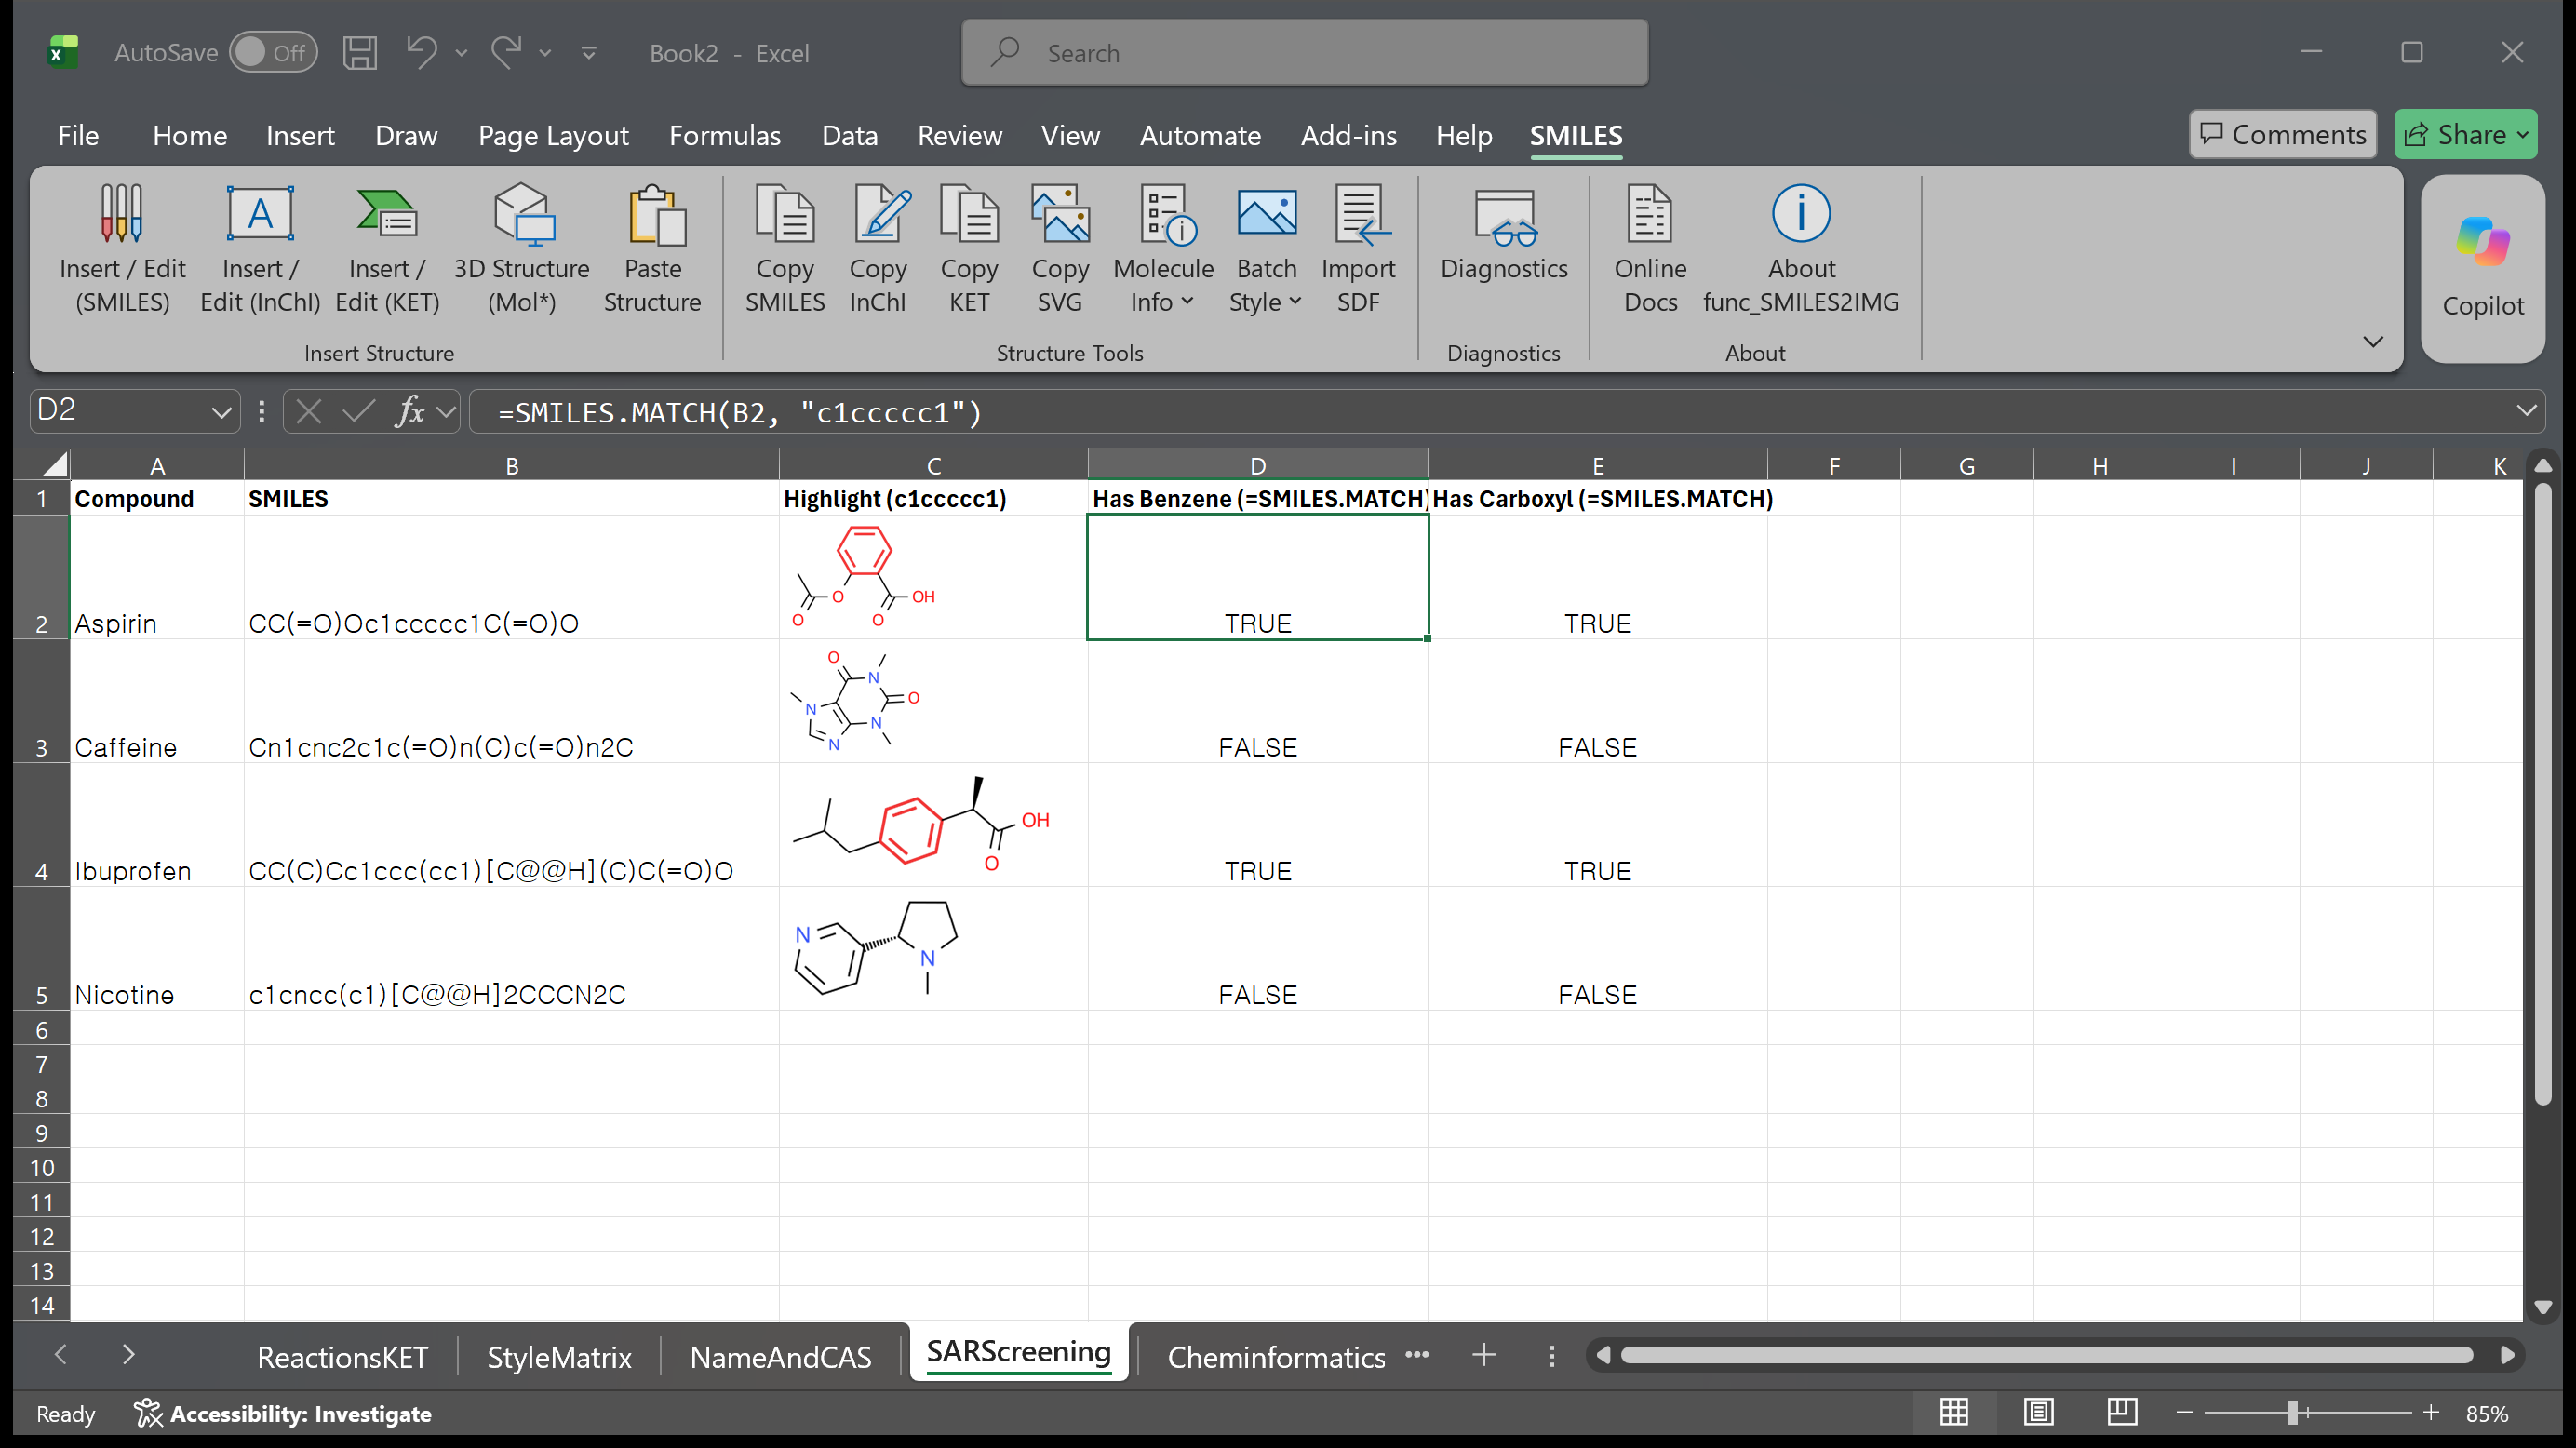 AutoSave Off Book2 - Excel Search
File Home Insert Draw Page Layout Formulas Data Review View Automate Add-ins Help SMILES Comments Share
Insert / Edit (SMILES)
Insert / Edit (InChI)
Insert / Edit (KET)
3D Structure (Mol*)
Paste Structure
Insert Structure
Copy SMILES
Copy InChI
Copy KET
Copy SVG
Molecule Info
Batch Style
Import SDF
Structure Tools
Diagnostics
Diagnostics
Online Docs
About func_SMILES2IMG
About
Copilot
D2 fx =SMILES.MATCH(B2, "c1ccccc1")
A B C D E F G H I J K
1 Compound SMILES Highlight (c1ccccc1) Has Benzene (=SMILES.MATCH) Has Carboxyl (=SMILES.MATCH)
O O O OH
2 Aspirin CC(=O)Oc1ccccc1C(=O)O TRUE TRUE
O N O N N N
3 Caffeine Cn1cnc2c1c(=O)n(C)c(=O)n2C FALSE FALSE
OH O
4 Ibuprofen CC(C)Cc1ccc(cc1)[C@@H](C)C(=O)O TRUE TRUE
N N
5 Nicotine c1cncc(c1)[C@@H]2CCCN2C FALSE FALSE
6
7
8
9
10
11
12
13
14
ReactionsKET StyleMatrix NameAndCAS SARScreening Cheminformatics
Ready Accessibility: Investigate 85%